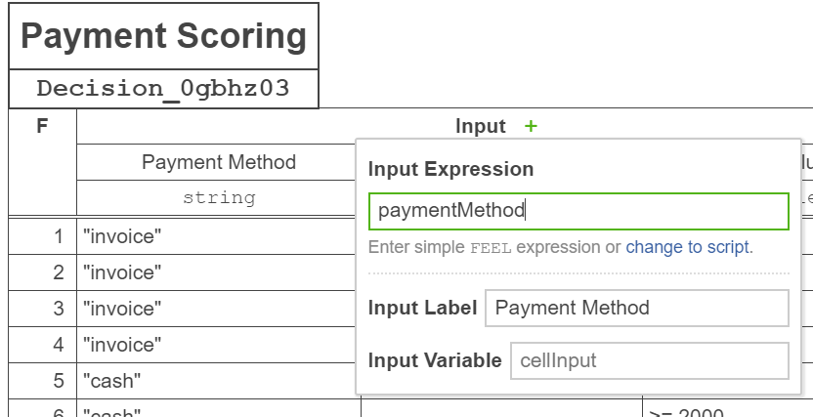 Payment Scoring
Decision_0gbhz03
F
Input +
Payment Method
string
Input Expression
paymentMethod
Enter simple FEEL expression or change to script.
Input Label Payment Method
Input Variable cellInput
1 "invoice"
2 "invoice"
3 "invoice"
4 "invoice"
5 "cash"
6 "cash"
>= 2000